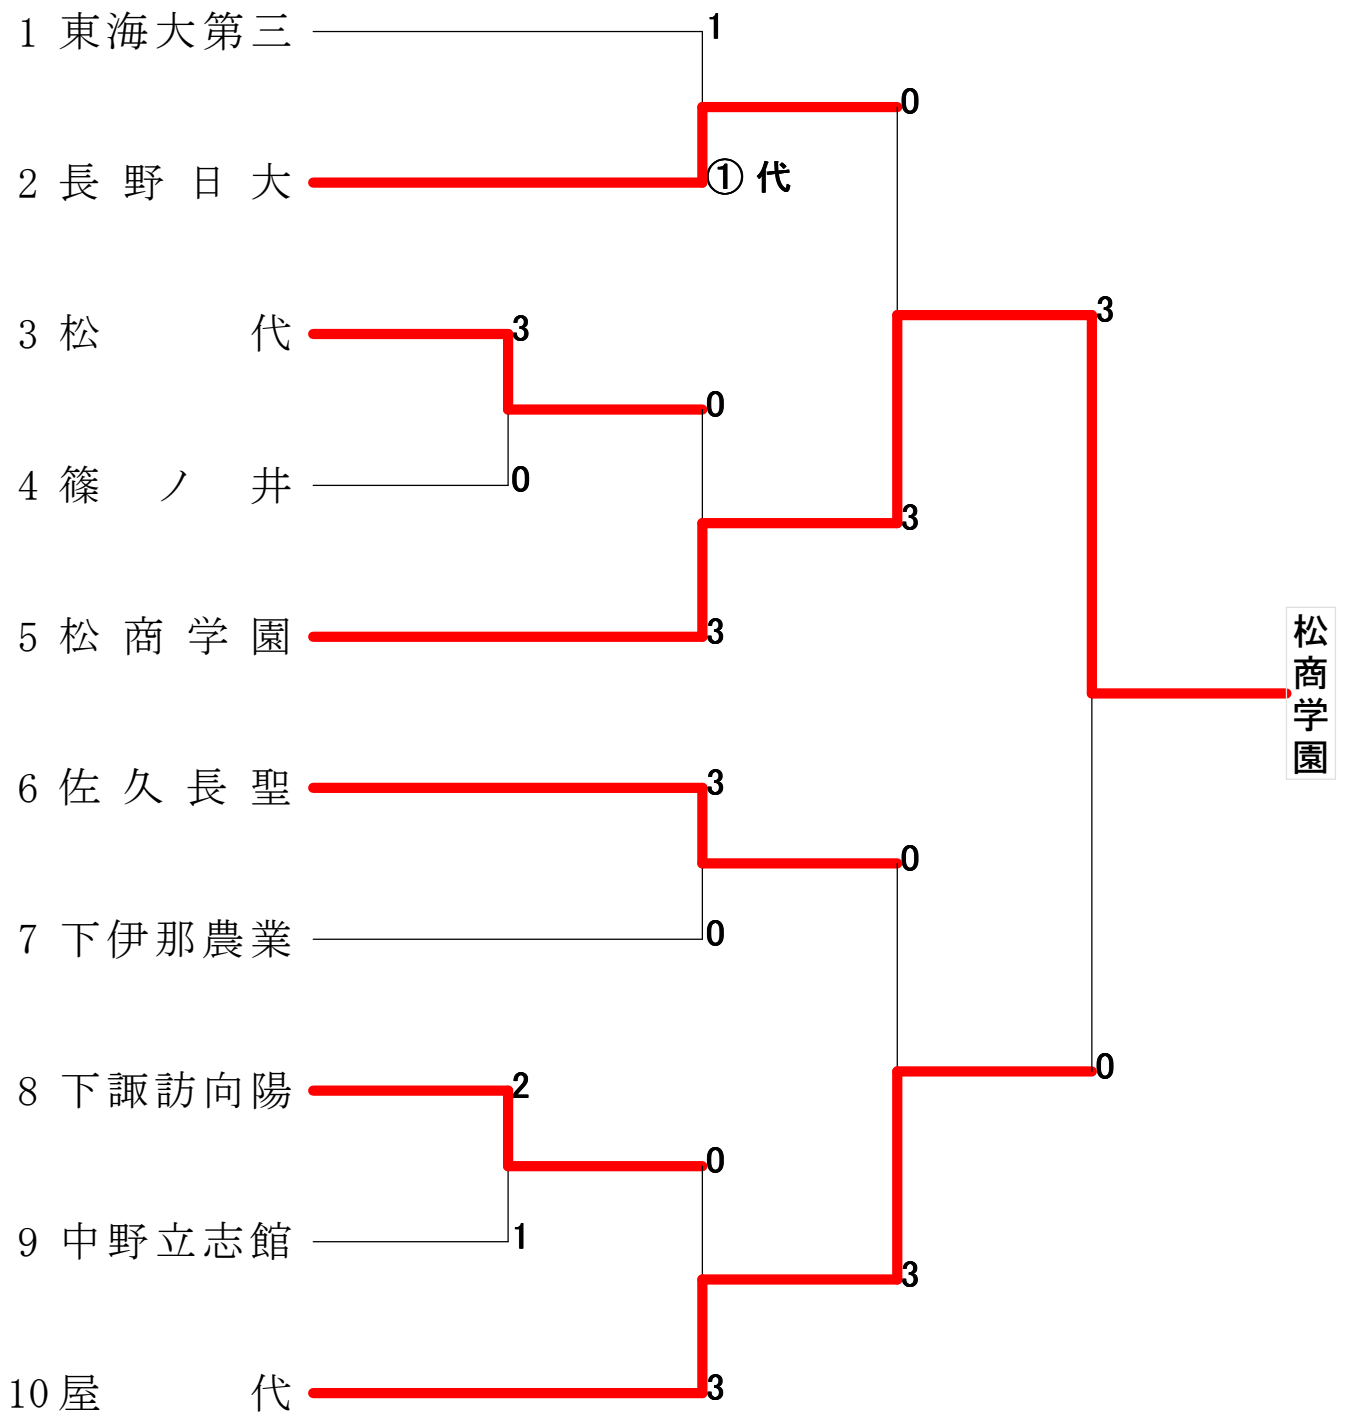 1 東海大第三
1
0
2 長野日大
① 代
3 松代
3
3
0
4 篠ノ井
0
3
5 松商学園
3
松商学園
6 佐久長聖
3
0
7 下伊那農業
0
8 下諏訪向陽
2
0
0
9 中野立志館
1
3
10 屋代
3